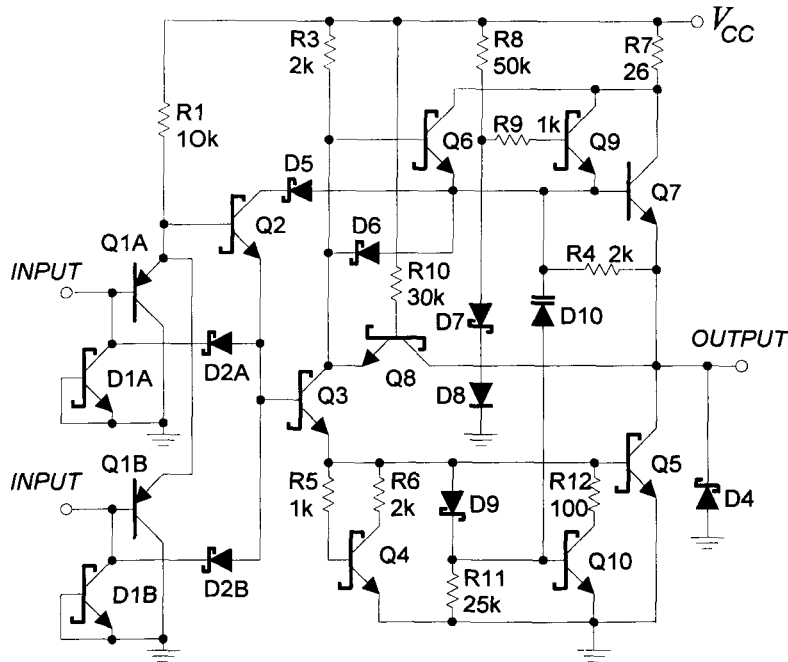 VCC
R3
2k
R8
50k
R7
26
R1
10k
R9
1k
Q6
Q9
D5
Q7
Q2
Q1A
D6
R4 2k
INPUT
R10
30k
D7
D10
OUTPUT
D1A
D2A
Q3
Q8
D8
Q1B
Q5
INPUT
R5
1k
R6
2k
D9
R12
100
D4
Q4
Q10
D1B
D2B
R11
25k